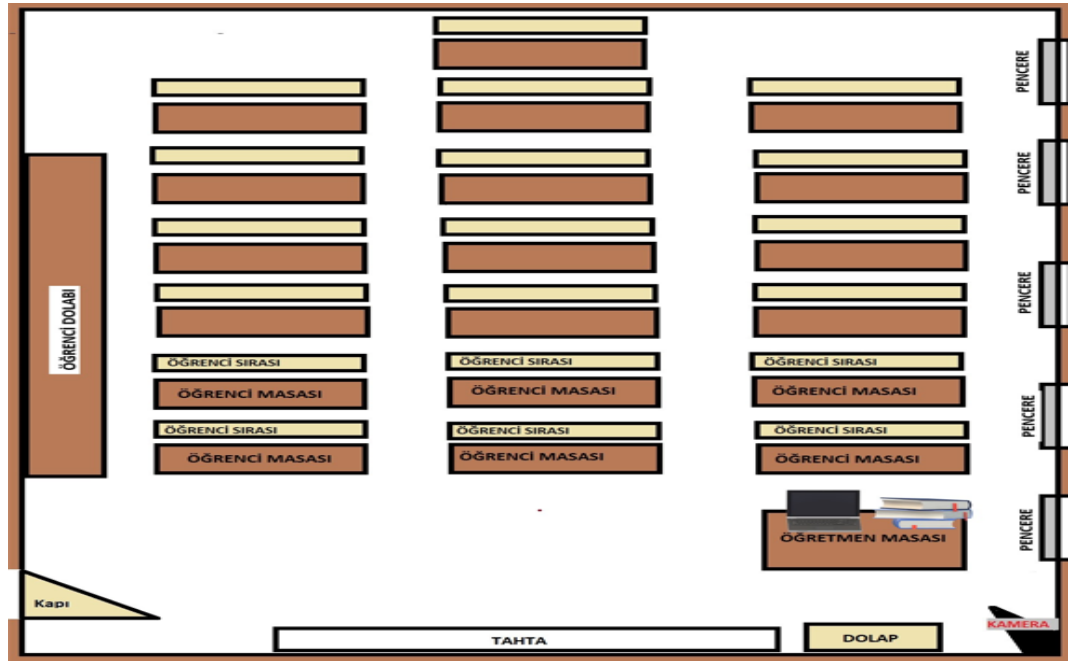 PENCERE
PENCERE
PENCERE
ÖĞRENCİ DOLABI
ÖĞRENCİ SIRASI
ÖĞRENCİ SIRASI
ÖĞRENCİ SIRASI
ÖĞRENCİ MASASI
ÖĞRENCİ MASASI
ÖĞRENCİ MASASI
PENCERE
ÖĞRENCİ SIRASI
ÖĞRENCİ SIRASI
ÖĞRENCİ SIRASI
ÖĞRENCİ MASASI
ÖĞRENCİ MASASI
ÖĞRENCİ MASASI
PENCERE
ÖĞRETMEN MASASI
Kapı
KAMERA
TAHTA
DOLAP